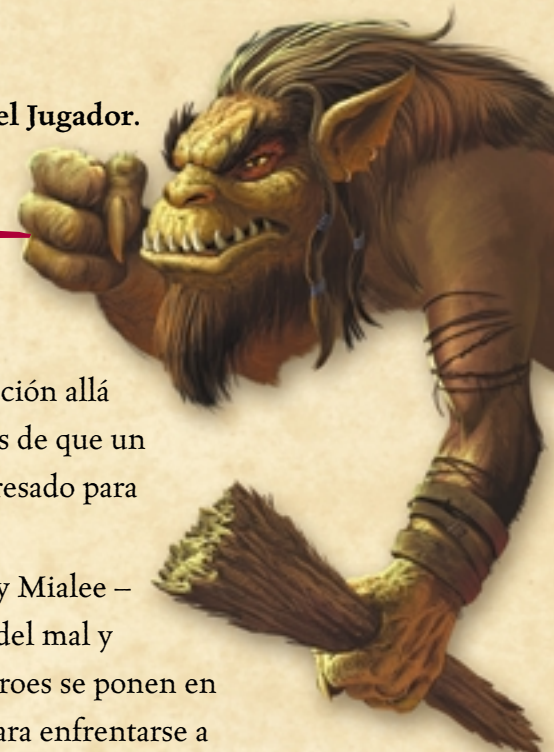 el Jugador.
ción allá
s de que un
resado para
y Mialee –
del mal y
roes se ponen en
ara enfrentarse a